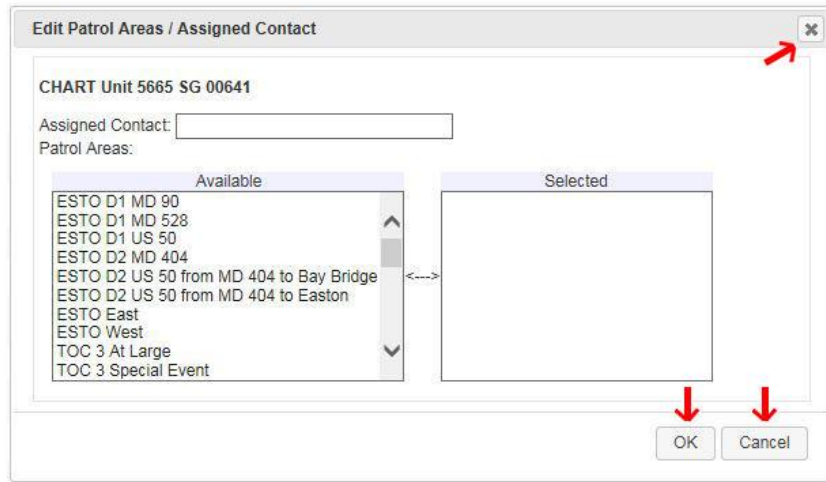 Edit Patrol Areas / Assigned Contact
CHART Unit 5665 SG 00641
Assigned Contact:
Patrol Areas:
Available
Selected
ESTO D1 MD 90
ESTO D1 MD 528
ESTO D1 US 50
ESTO D2 MD 404
ESTO D2 US 50 from MD 404 to Bay Bridge
<--->
ESTO D2 US 50 from MD 404 to Easton
ESTO East
ESTO West
TOC 3 At Large
TOC 3 Special Event
OK
Cancel